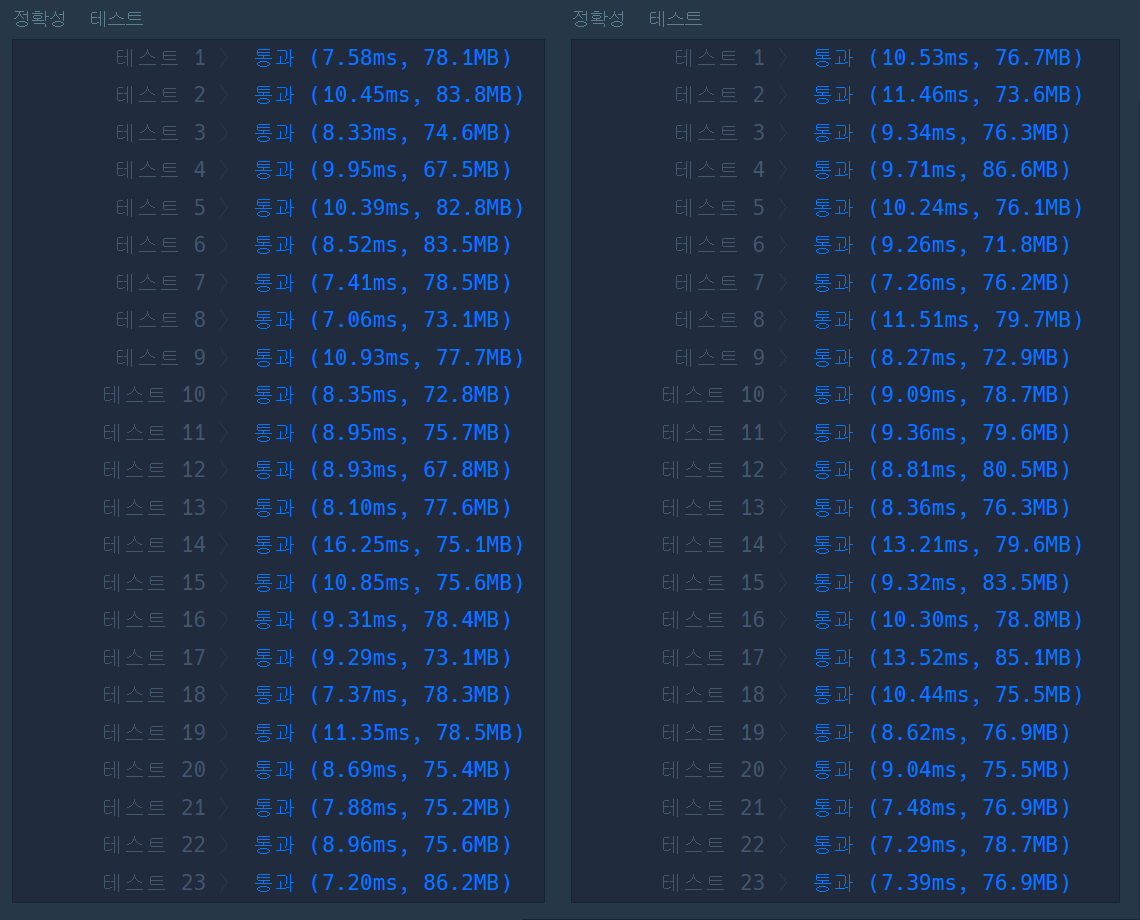 정확성 테스트
테스트 1 〉 통과 (7.58ms, 78.1MB)
테스트 2 〉 통과 (10.45ms, 83.8MB)
테스트 3 〉 통과 (8.33ms, 74.6MB)
테스트 4 〉 통과 (9.95ms, 67.5MB)
테스트 5 〉 통과 (10.39ms, 82.8MB)
테스트 6 〉 통과 (8.52ms, 83.5MB)
테스트 7 〉 통과 (7.41ms, 78.5MB)
테스트 8 〉 통과 (7.06ms, 73.1MB)
테스트 9 〉 통과 (10.93ms, 77.7MB)
테스트 10 〉 통과 (8.35ms, 72.8MB)
테스트 11 〉 통과 (8.95ms, 75.7MB)
테스트 12 〉 통과 (8.93ms, 67.8MB)
테스트 13 〉 통과 (8.10ms, 77.6MB)
테스트 14 〉 통과 (16.25ms, 75.1MB)
테스트 15 〉 통과 (10.85ms, 75.6MB)
테스트 16 〉 통과 (9.31ms, 78.4MB)
테스트 17 〉 통과 (9.29ms, 73.1MB)
테스트 18 〉 통과 (7.37ms, 78.3MB)
테스트 19 〉 통과 (11.35ms, 78.5MB)
테스트 20 〉 통과 (8.69ms, 75.4MB)
테스트 21 〉 통과 (7.88ms, 75.2MB)
테스트 22 〉 통과 (8.96ms, 75.6MB)
테스트 23 〉 통과 (7.20ms, 86.2MB)
정확성 테스트
테스트 1 〉 통과 (10.53ms, 76.7MB)
테스트 2 〉 통과 (11.46ms, 73.6MB)
테스트 3 〉 통과 (9.34ms, 76.3MB)
테스트 4 〉 통과 (9.71ms, 86.6MB)
테스트 5 〉 통과 (10.24ms, 76.1MB)
테스트 6 〉 통과 (9.26ms, 71.8MB)
테스트 7 〉 통과 (7.26ms, 76.2MB)
테스트 8 〉 통과 (11.51ms, 79.7MB)
테스트 9 〉 통과 (8.27ms, 72.9MB)
테스트 10 〉 통과 (9.09ms, 78.7MB)
테스트 11 〉 통과 (9.36ms, 79.6MB)
테스트 12 〉 통과 (8.81ms, 80.5MB)
테스트 13 〉 통과 (8.36ms, 76.3MB)
테스트 14 〉 통과 (13.21ms, 79.6MB)
테스트 15 〉 통과 (9.32ms, 83.5MB)
테스트 16 〉 통과 (10.30ms, 78.8MB)
테스트 17 〉 통과 (13.52ms, 85.1MB)
테스트 18 〉 통과 (10.44ms, 75.5MB)
테스트 19 〉 통과 (8.62ms, 76.9MB)
테스트 20 〉 통과 (9.04ms, 75.5MB)
테스트 21 〉 통과 (7.48ms, 76.9MB)
테스트 22 〉 통과 (7.29ms, 78.7MB)
테스트 23 〉 통과 (7.39ms, 76.9MB)